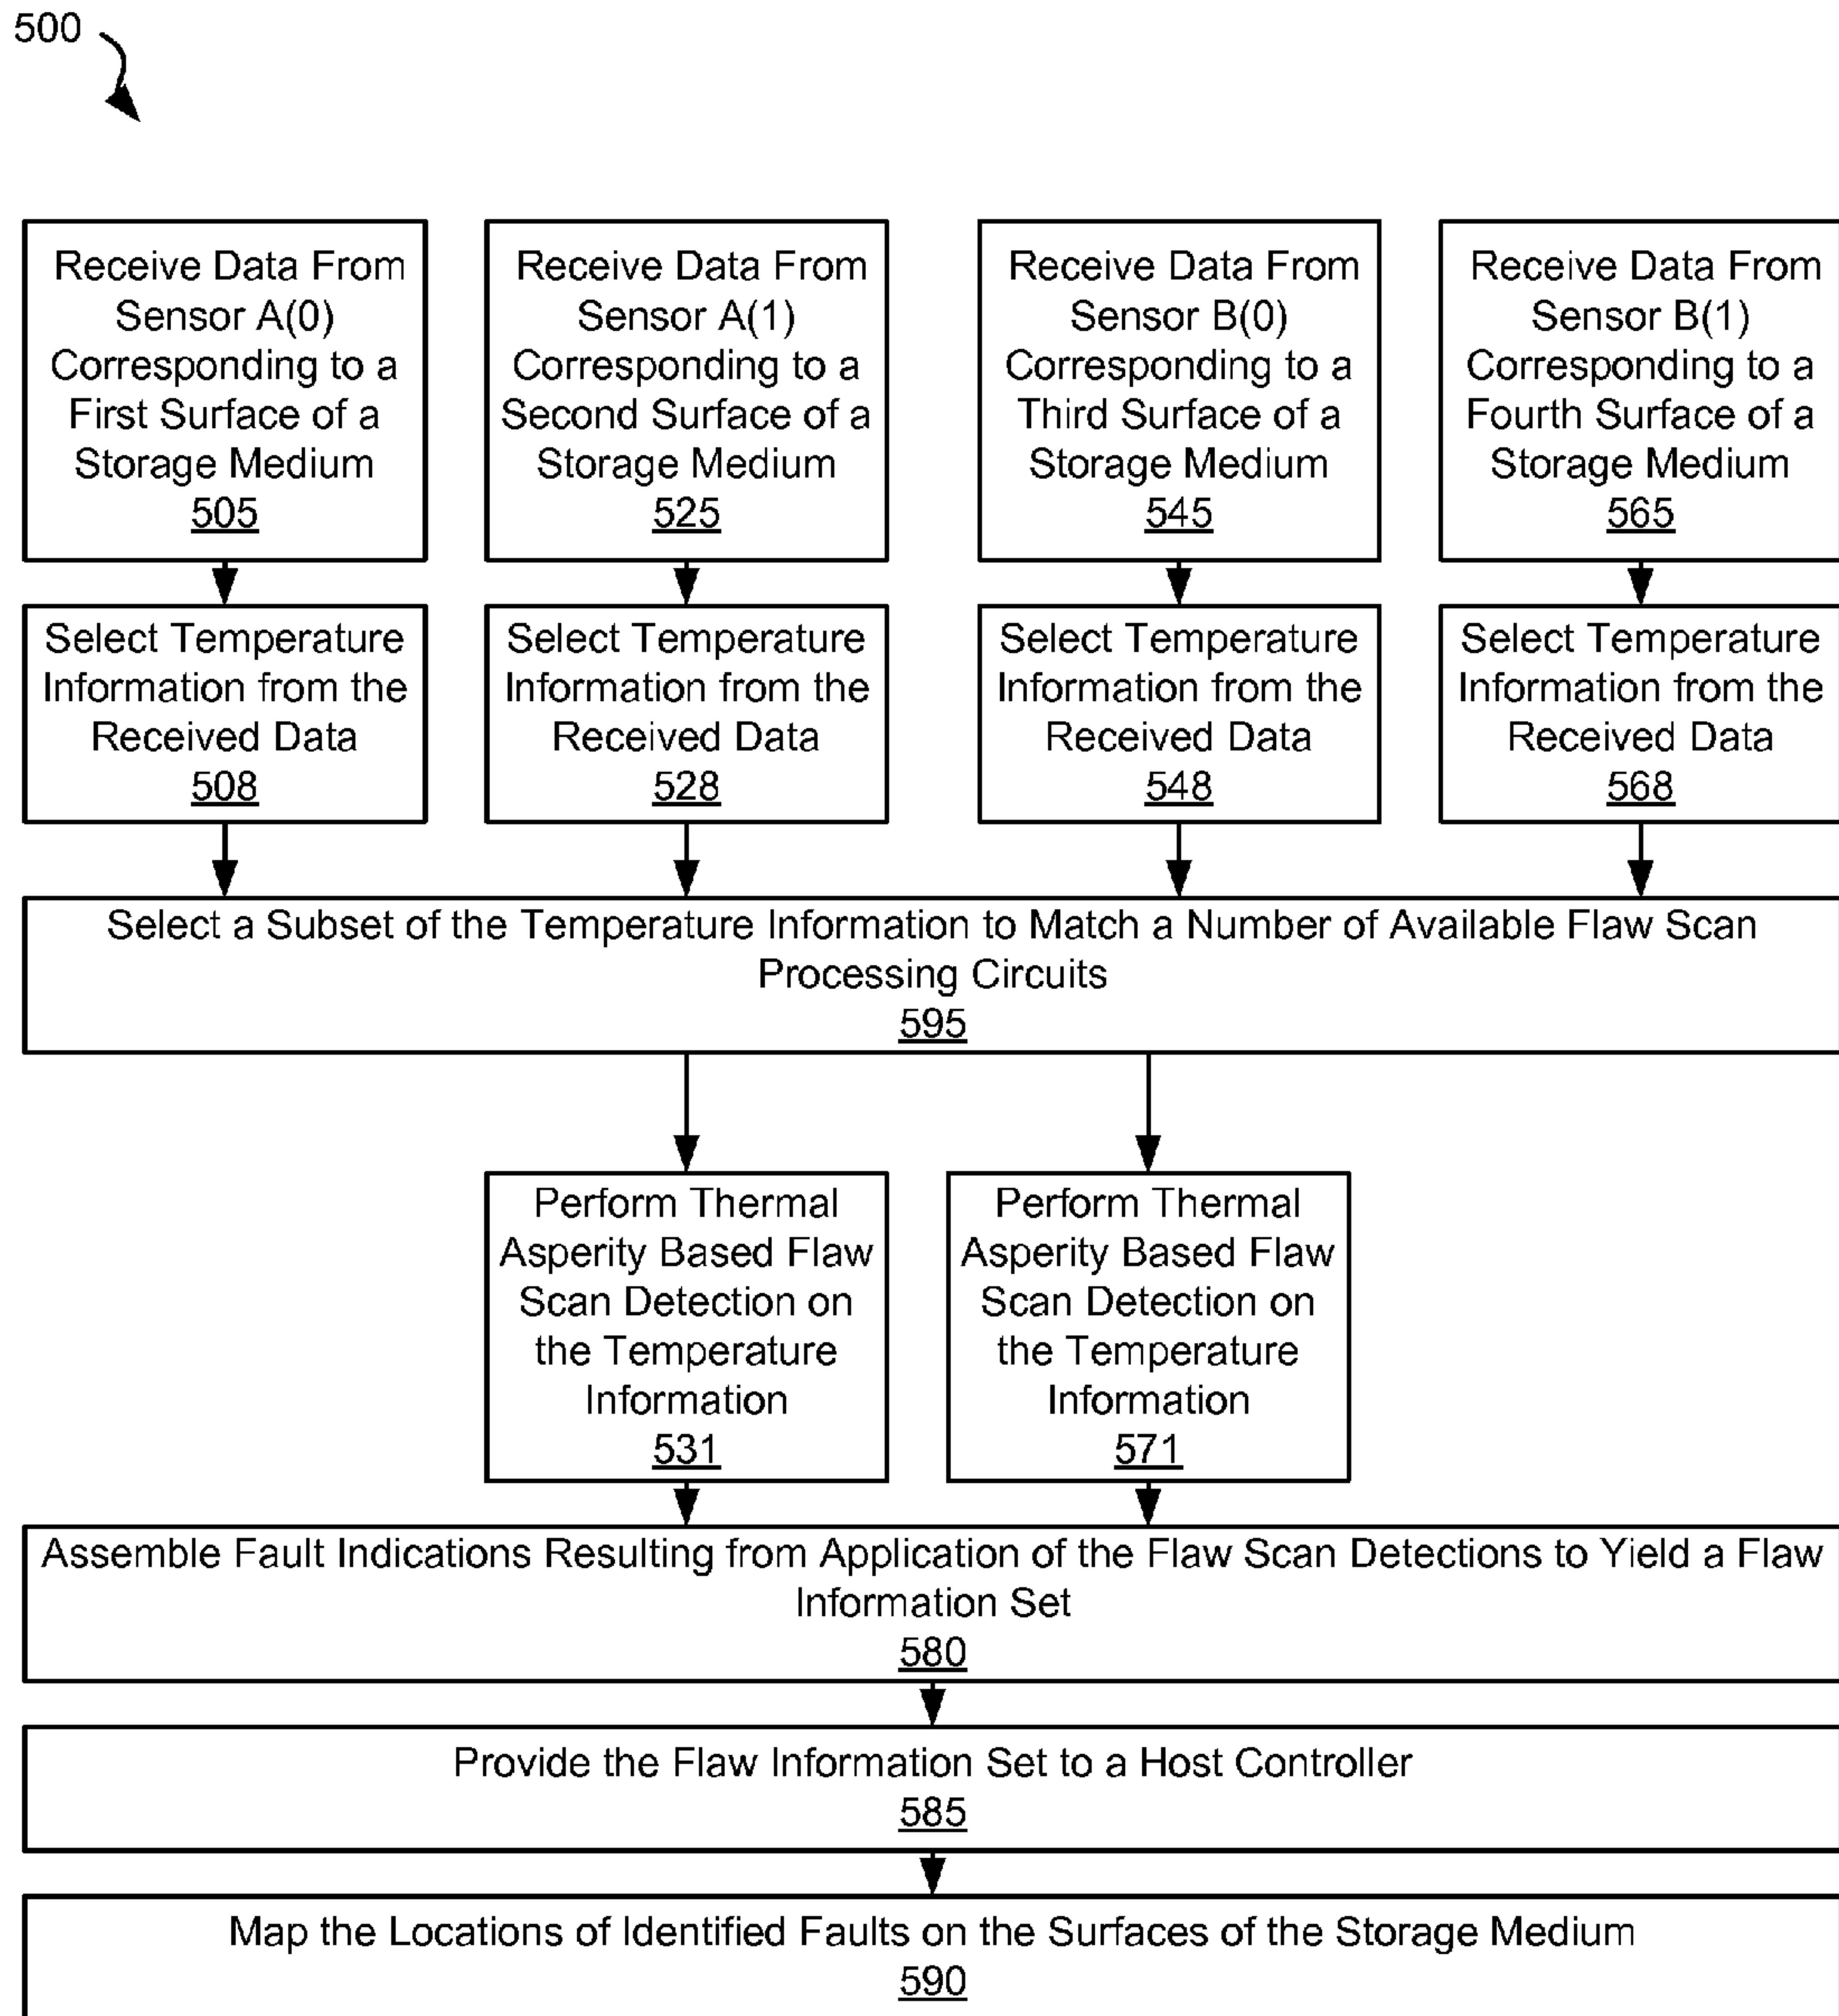 500
Receive Data From
Sensor A(0)
Corresponding to a
First Surface of a
Storage Medium
505
Receive Data From
Sensor A(1)
Corresponding to a
Second Surface of a
Storage Medium
525
Receive Data From
Sensor B(0)
Corresponding to a
Third Surface of a
Storage Medium
545
Receive Data From
Sensor B(1)
Corresponding to a
Fourth Surface of a
Storage Medium
565
Select Temperature
Information from the
Received Data
508
Select Temperature
Information from the
Received Data
528
Select Temperature
Information from the
Received Data
548
Select Temperature
Information from the
Received Data
568
Select a Subset of the Temperature Information to Match a Number of Available Flaw Scan
Processing Circuits
595
Perform Thermal
Asperity Based Flaw
Scan Detection on
the Temperature
Information
531
Perform Thermal
Asperity Based Flaw
Scan Detection on
the Temperature
Information
571
Assemble Fault Indications Resulting from Application of the Flaw Scan Detections to Yield a Flaw
Information Set
580
Provide the Flaw Information Set to a Host Controller
585
Map the Locations of Identified Faults on the Surfaces of the Storage Medium
590